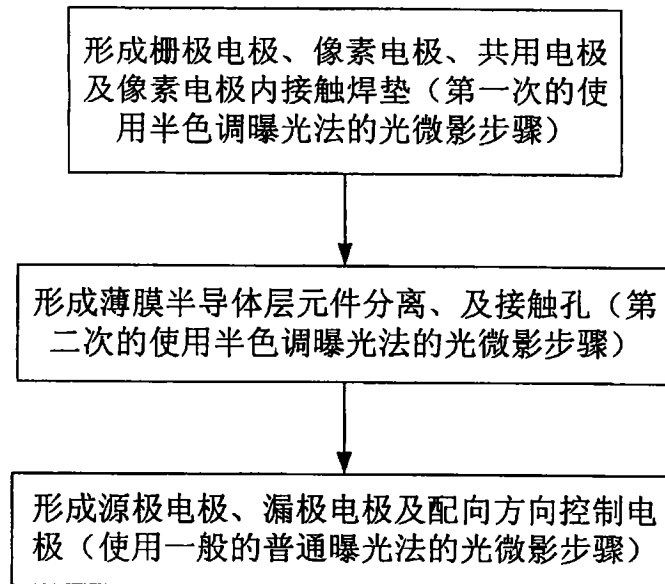 形成栅极电极、像素电极、共用电极
及像素电极内接触焊垫（第一次的使
用半色调曝光法的光微影步骤）
形成薄膜半导体层元件分离、及接触孔（第
二次的使用半色调曝光法的光微影步骤）
形成源极电极、漏极电极及配向方向控制电
极（使用一般的普通曝光法的光微影步骤）